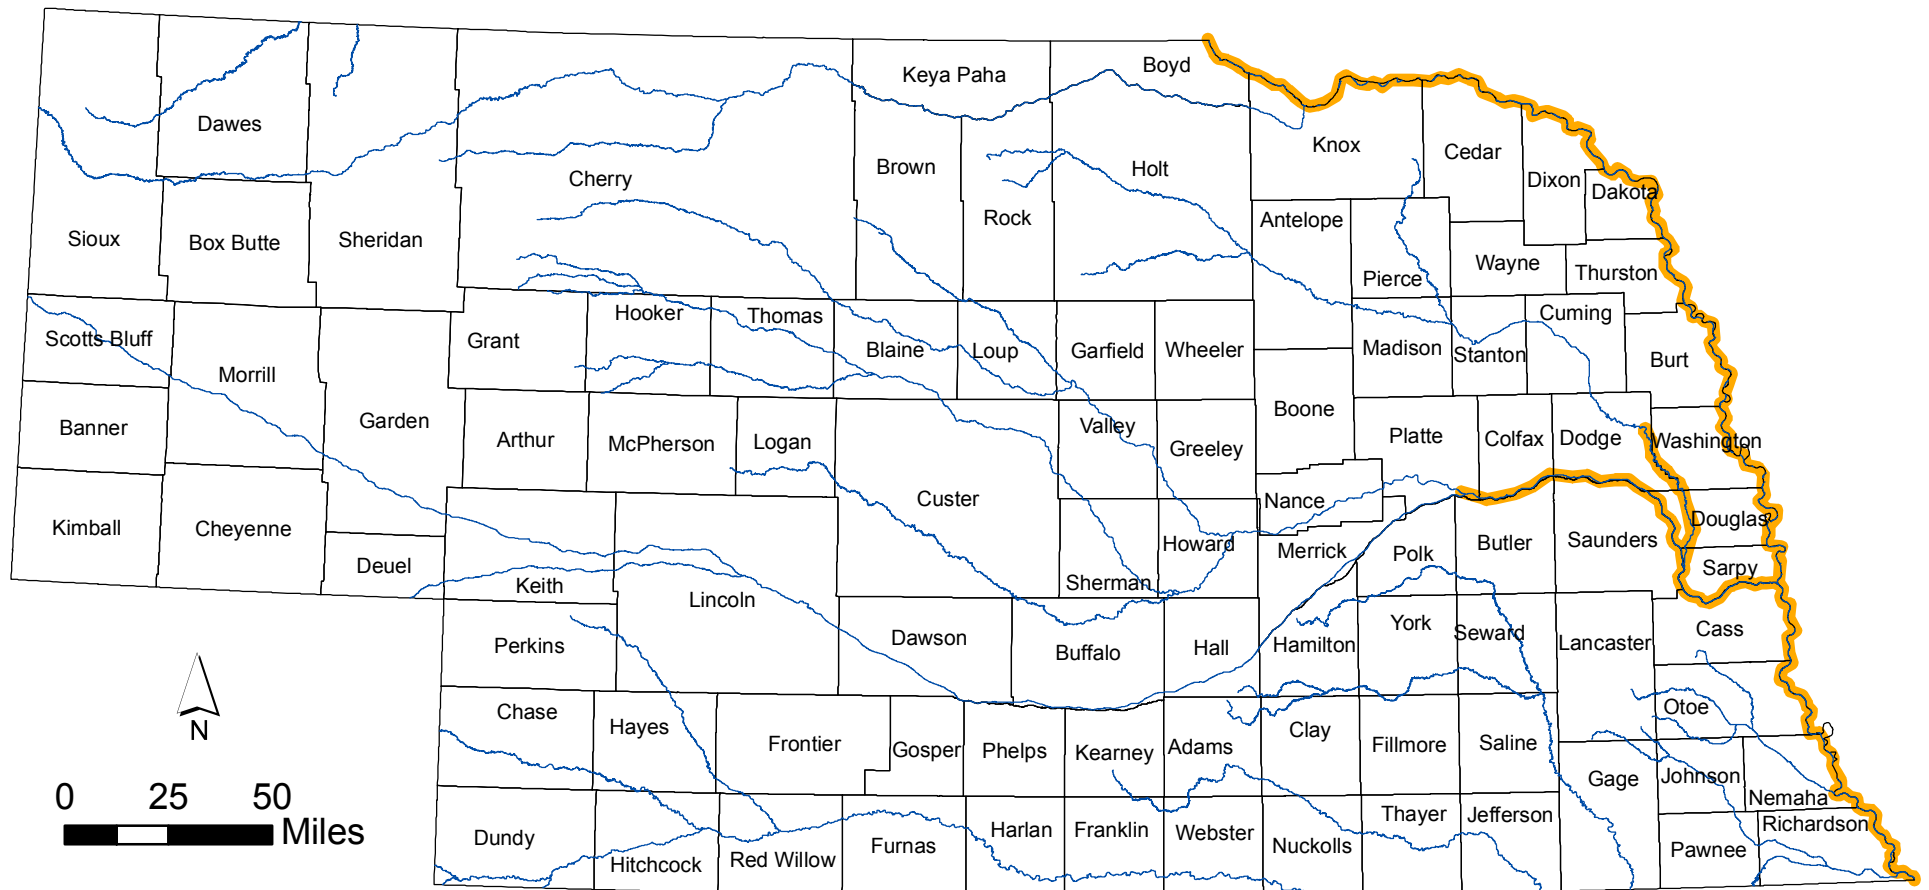 Boyd
Keya Paha
Dawes
Knox
Cedar
Brown
Holt
Cherry
Dixon
Dakota
Rock
Antelope
Sioux
Box Butte
Sheridan
Wayne
Thurston
Pierce
Hooker
Thomas
Cuming
Scotts Bluff
Grant
Blaine
Loup
Garfield
Wheeler
Madison
Stanton
Burt
Morrill
Boone
Garden
Banner
Arthur
McPherson
Logan
Valley
Greeley
Platte
Colfax
Dodge
Washington
Custer
Nance
Kimball
Cheyenne
Douglas
Howard
Merrick
Polk
Butler
Saunders
Deuel
Keith
Sherman
Sarpy
Lincoln
Perkins
Dawson
Buffalo
Hall
Hamilton
York
Seward
Lancaster
Cass
Chase
Hayes
Frontier
Gosper
Phelps
Kearney
Adams
Clay
Fillmore
Saline
Otoe
N
Gage
Johnson
Nemaha
0 25 50
Miles
Dundy
Hitchcock
Red Willow
Furnas
Harlan
Franklin
Webster
Nuckolls
Thayer
Jefferson
Pawnee
Richardson